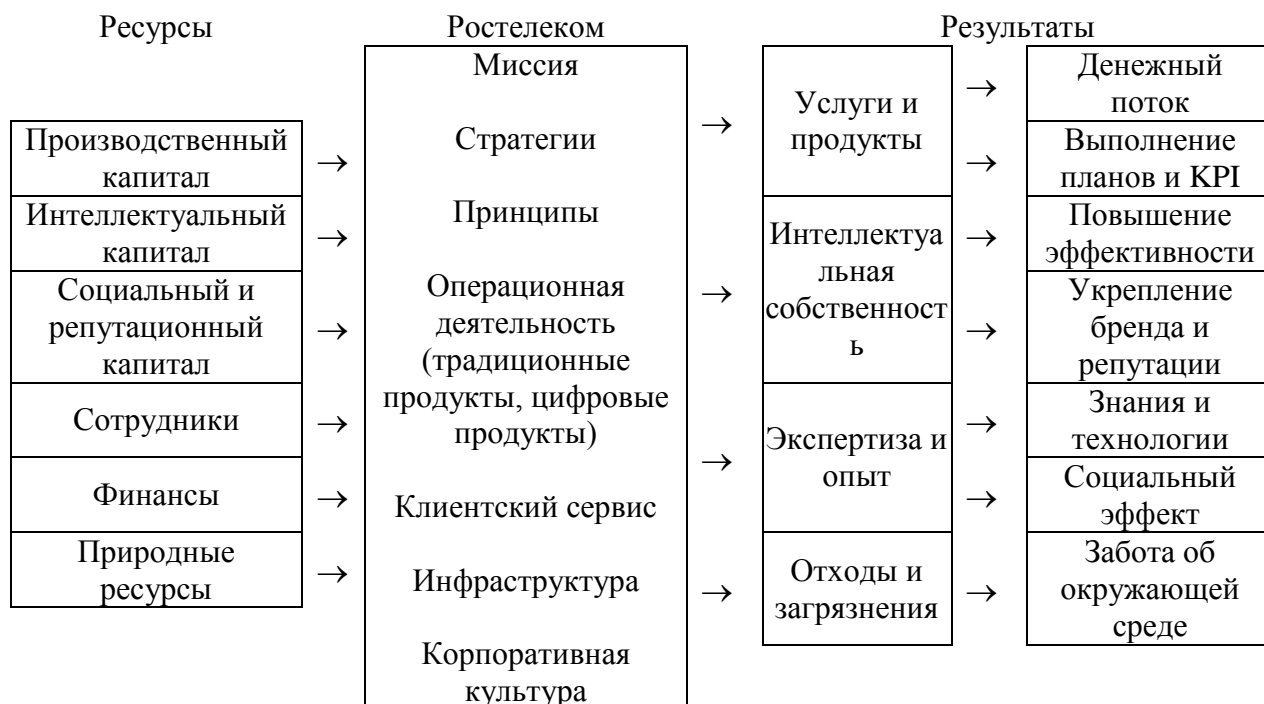 Ресурсы
Ростелеком
Результаты
Производственный
капитал
→
Интеллектуальный
капитал
→
Социальный и
репутационный
капитал
→
Сотрудники
→
Финансы
→
Природные
ресурсы
→
Миссия
Стратегии
Принципы
Операционная
деятельность
(традиционные
продукты, цифровые
продукты)
Клиентский сервис
Инфраструктура
Корпоративная
культура
→
Услуги и
продукты
→
Интеллектуа
льная
собственност
ь
→
Экспертиза и
опыт
→
Отходы и
загрязнения
→
Денежный
поток
→
Выполнение
планов и KPI
→
Повышение
эффективности
→
Укрепление
бренда и
репутации
→
Знания и
технологии
→
Социальный
эффект
→
Забота об
окружающей
среде